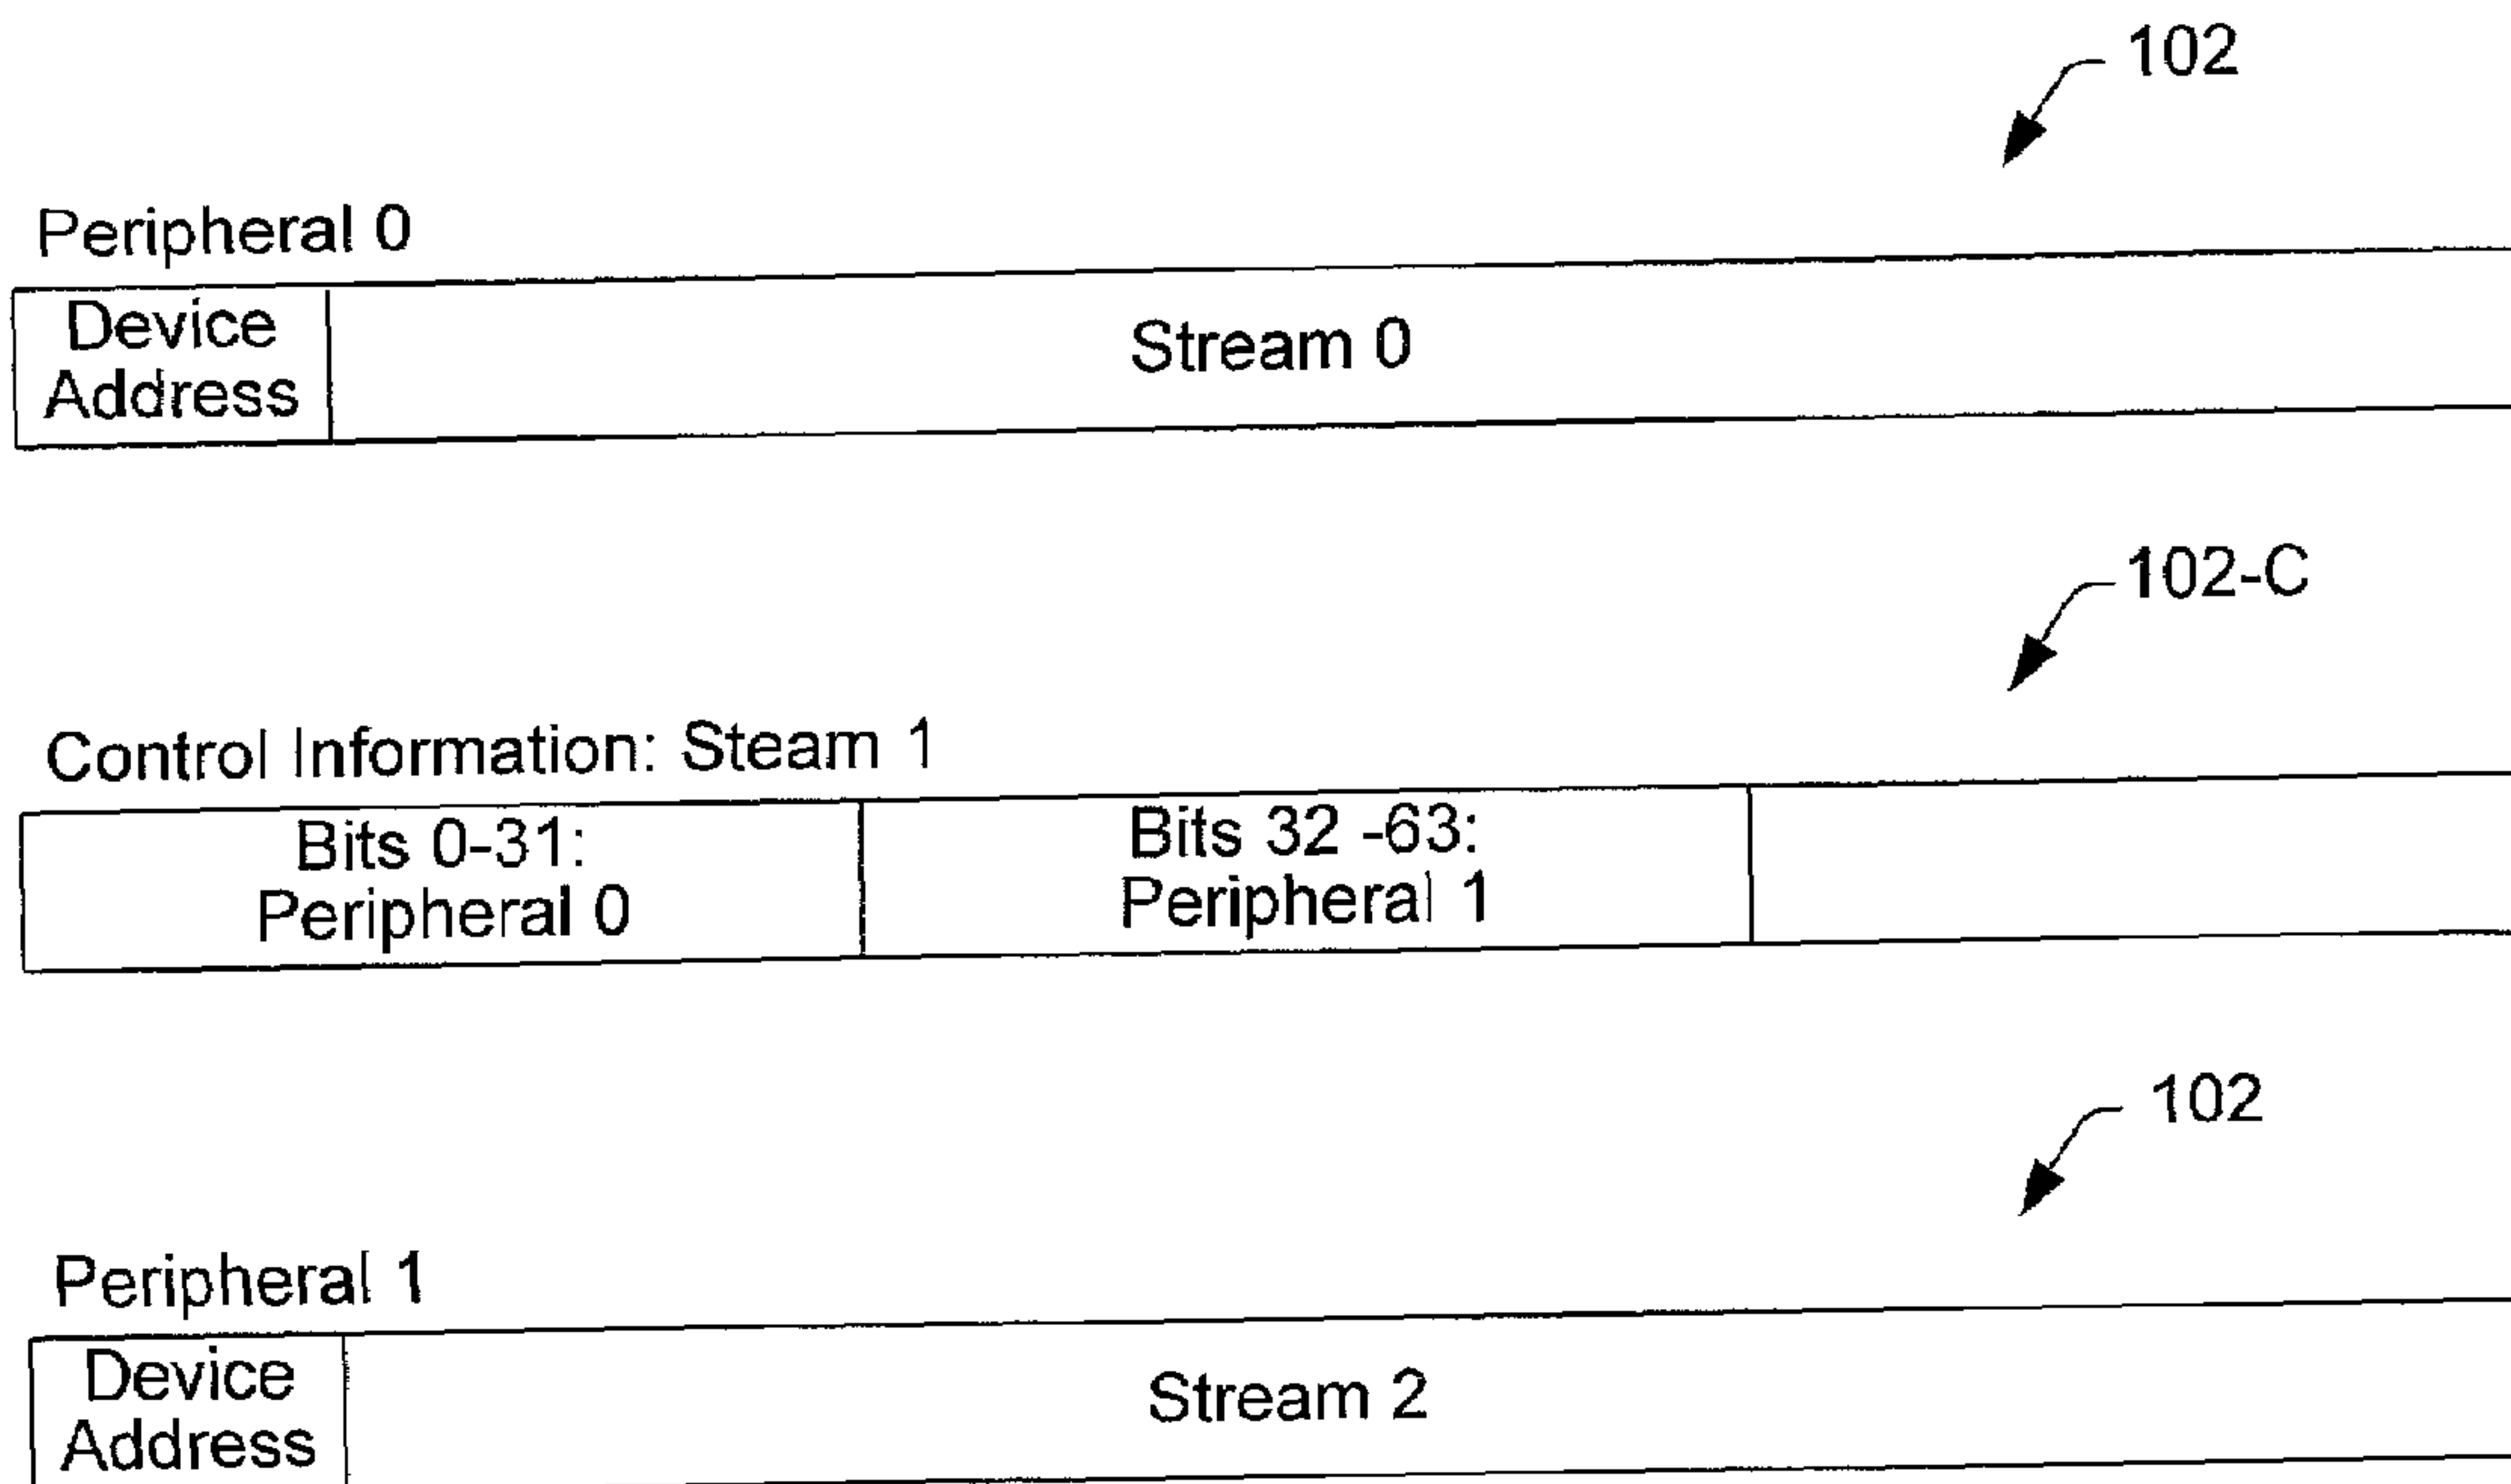 102
Peripheral 0
Device
Address
Stream 0
102-C
Control Information: Steam 1
Bits 0-31:
Peripheral 0
Bits 32 -63:
Peripheral 1
102
Peripheral 1
Device
Address
Stream 2